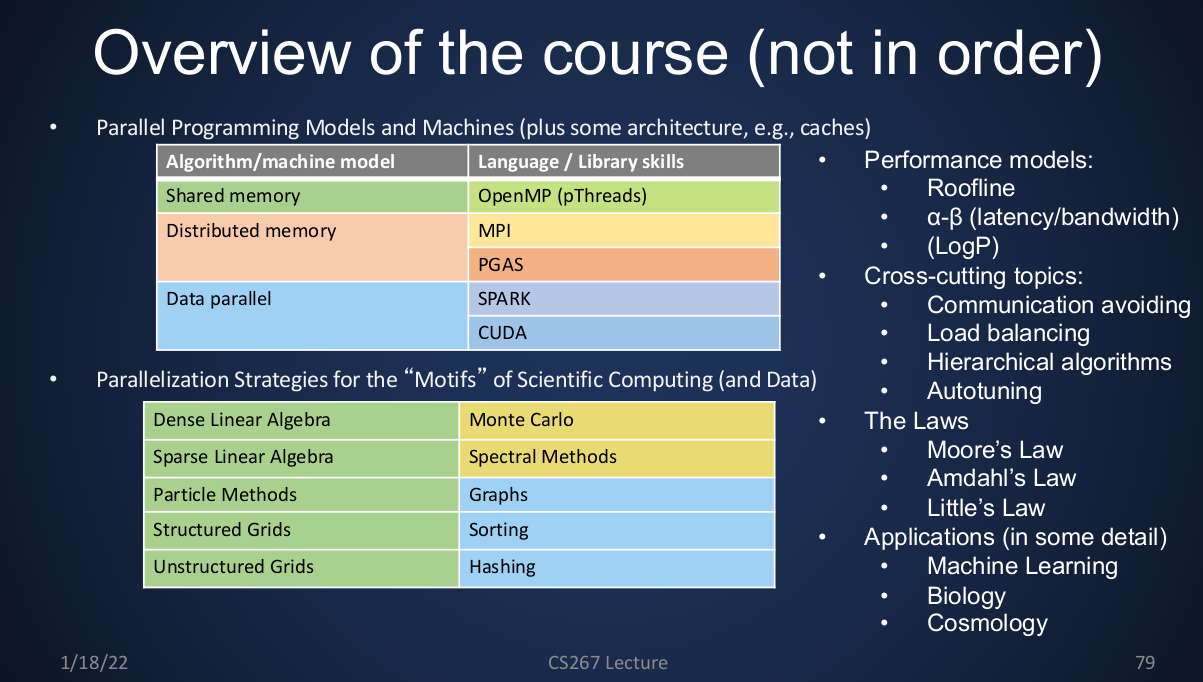 Overview of the course (not in order)
• Parallel Programming Models and Machines (plus some architecture, e.g., caches)
Algorithm/machine model Language / Library skills
Shared memory OpenMP (pThreads)
Distributed memory MPI
PGAS
Data parallel SPARK
CUDA
• Parallelization Strategies for the “Motifs” of Scientific Computing (and Data)
Dense Linear Algebra Monte Carlo
Sparse Linear Algebra Spectral Methods
Particle Methods Graphs
Structured Grids Sorting
Unstructured Grids Hashing
• Performance models:
• Roofline
• α-β (latency/bandwidth)
• (LogP)
• Cross-cutting topics:
• Communication avoiding
• Load balancing
• Hierarchical algorithms
• Autotuning
• The Laws
• Moore’s Law
• Amdahl’s Law
• Little’s Law
• Applications (in some detail)
• Machine Learning
• Biology
• Cosmology
1/18/22 CS267 Lecture 79